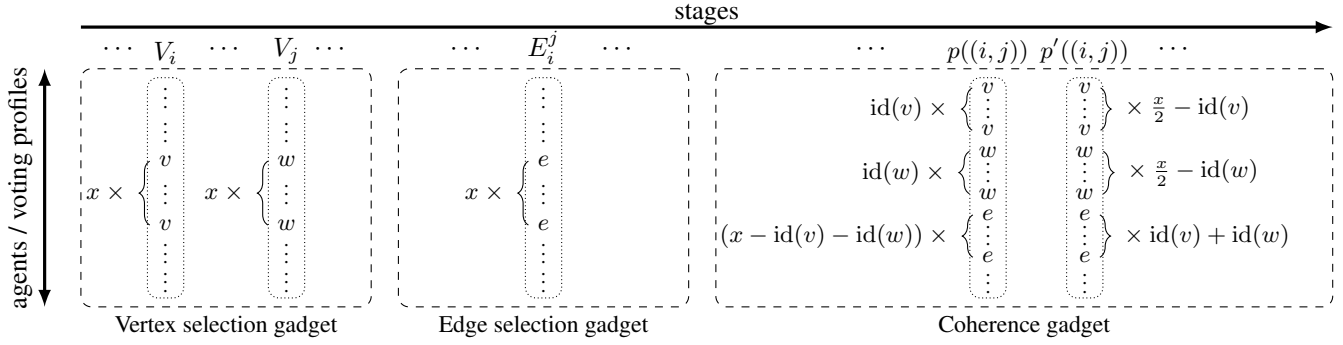 stages
⋯ V_i ⋯ V_j ⋯ ⋯ E_i^j ⋯ ⋯ p((i, j)) p′((i, j)) ⋯
agents / voting profiles
x × v ⋮ v
x × w ⋮ w
x × e ⋮ e
id(v) × v ⋮ v
v ⋮ v × x/2 − id(v)
id(w) × w ⋮ w
w ⋮ w × x/2 − id(w)
(x − id(v) − id(w)) × e ⋮ e
e ⋮ e × id(v) + id(w)
Vertex selection gadget
Edge selection gadget
Coherence gadget